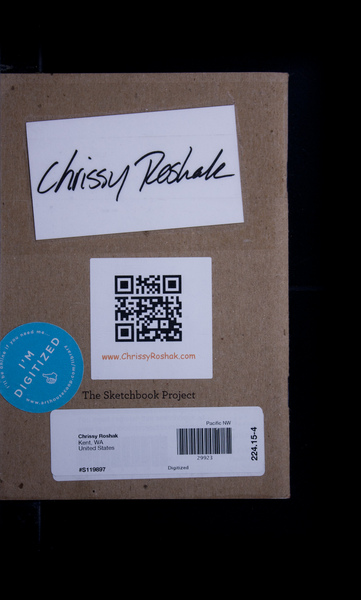 Chrissy Roshak
www.ChrissyRoshak.com
I'M
DIGITIZED
The Sketchbook Project
Pacific NW
Chrissy Roshak
Kent, WA
United States
29923
224.15-4
#S119897
Digitized